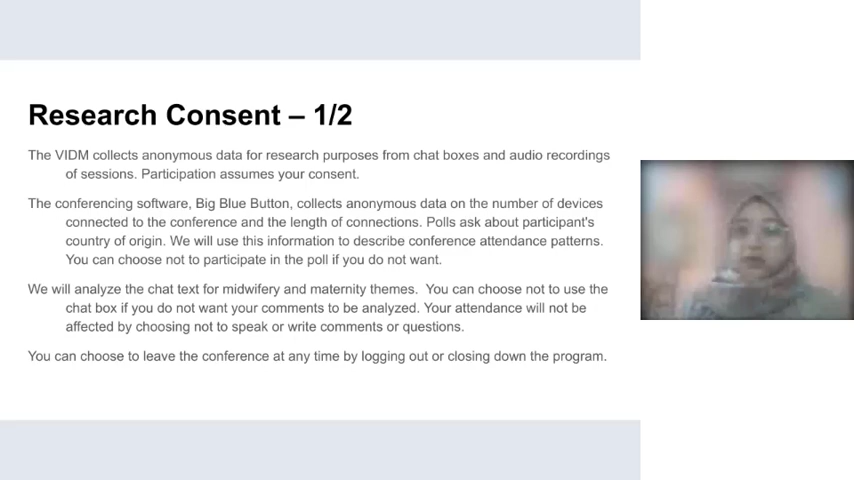 Research Consent – 1/2
The VIDM collects anonymous data for research purposes from chat boxes and audio recordings
of sessions. Participation assumes your consent.
The conferencing software, Big Blue Button, collects anonymous data on the number of devices
connected to the conference and the length of connections. Polls ask about participant's
country of origin. We will use this information to describe conference attendance patterns.
You can choose not to participate in the poll if you do not want.
We will analyze the chat text for midwifery and maternity themes.  You can choose not to use the
chat box if you do not want your comments to be analyzed. Your attendance will not be
affected by choosing not to speak or write comments or questions.
You can choose to leave the conference at any time by logging out or closing down the program.